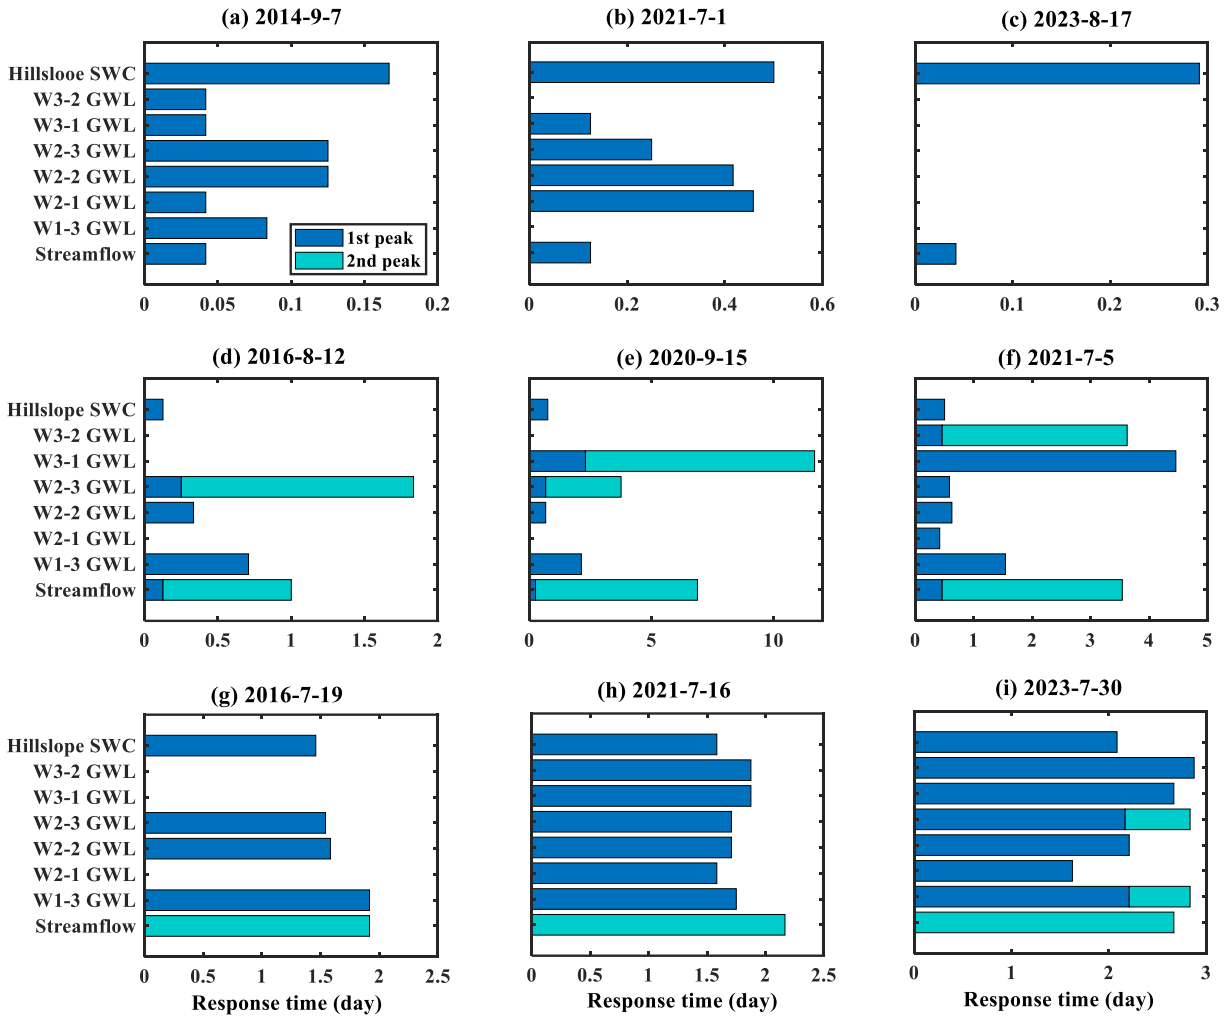 (a) 2014-9-7
(b) 2021-7-1
(c) 2023-8-17
Hillslooe SWC
W3-2 GWL
W3-1 GWL
W2-3 GWL
W2-2 GWL
W2-1 GWL
W1-3 GWL
Streamflow
1st peak
2nd peak
0 0.05 0.1 0.15 0.2
0 0.2 0.4 0.6
0 0.1 0.2 0.3
(d) 2016-8-12
(e) 2020-9-15
(f) 2021-7-5
Hillslope SWC
W3-2 GWL
W3-1 GWL
W2-3 GWL
W2-2 GWL
W2-1 GWL
W1-3 GWL
Streamflow
0 1 2
0 5 10
0 1 2 3 4 5
(g) 2016-7-19
(h) 2021-7-16
(i) 2023-7-30
Hillslope SWC
W3-2 GWL
W3-1 GWL
W2-3 GWL
W2-2 GWL
W2-1 GWL
W1-3 GWL
Streamflow
0 0.5 1 1.5 2 2.5
0 0.5 1 1.5 2 2.5
0 1 2 3
Response time (day)
Response time (day)
Response time (day)